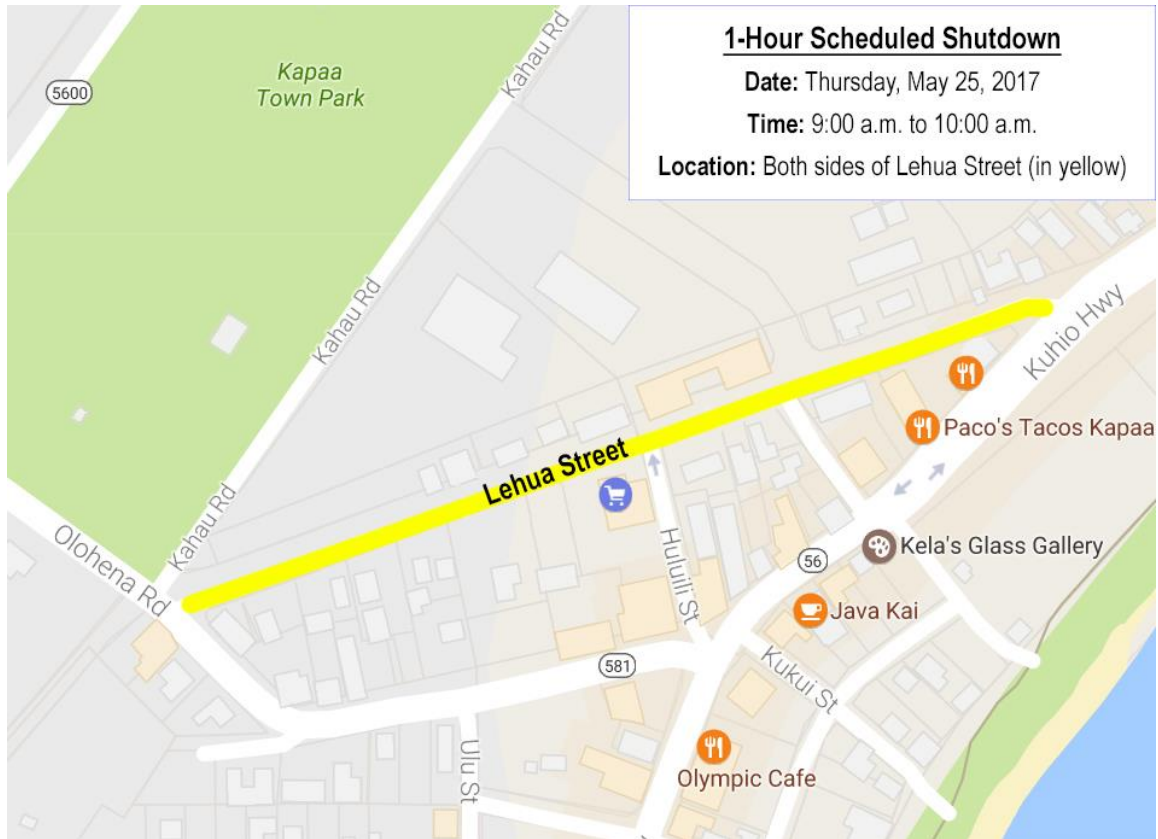 1-Hour Scheduled Shutdown
Date: Thursday, May 25, 2017
Time: 9:00 a.m. to 10:00 a.m.
Location: Both sides of Lehua Street (in yellow)
Kapaa
Town Park
5600
Kahau Rd
Kahau Rd
Kuhio Hwy
Paco's Tacos Kapaa
Lehua Street
Kahau Rd
Olohena Rd
Huluili St
Kela's Glass Gallery
56
Java Kai
581
Kukui St
Ulu St
Olympic Cafe